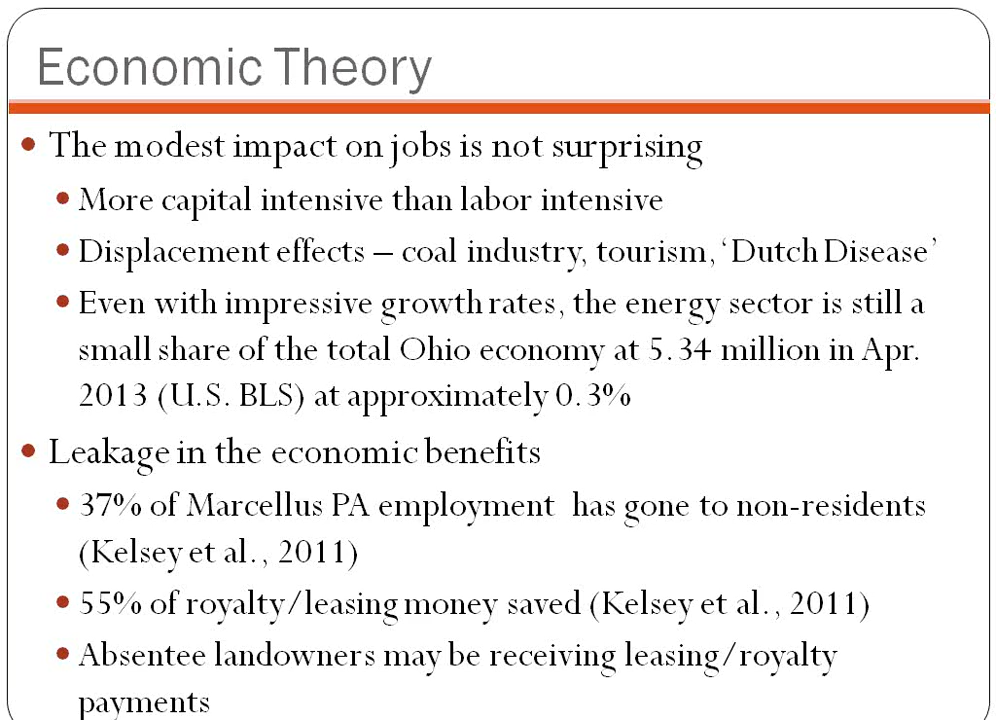 Economic Theory
• The modest impact on jobs is not surprising
• More capital intensive than labor intensive
• Displacement effects – coal industry, tourism, ‘Dutch Disease’
• Even with impressive growth rates, the energy sector is still a
small share of the total Ohio economy at 5.34 million in Apr.
2013 (U.S. BLS) at approximately 0.3%
• Leakage in the economic benefits
• 37% of Marcellus PA employment has gone to non-residents
(Kelsey et al., 2011)
• 55% of royalty/leasing money saved (Kelsey et al., 2011)
• Absentee landowners may be receiving leasing/royalty
payments